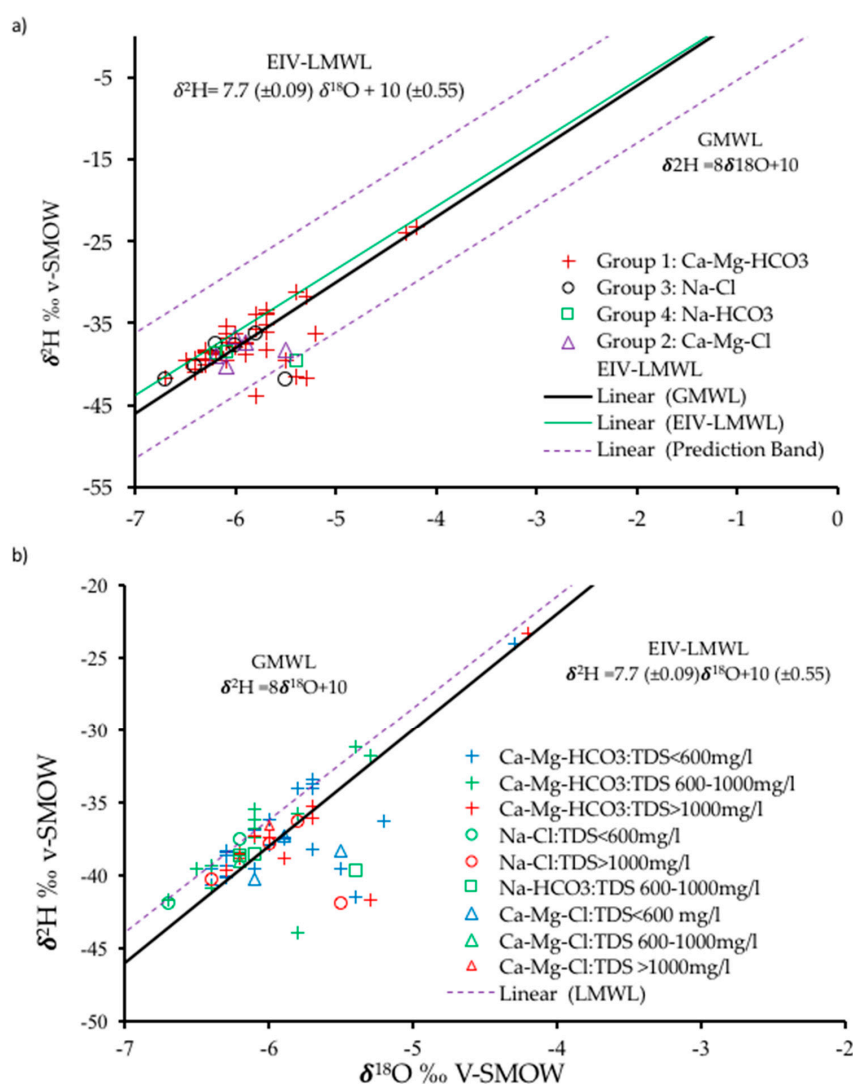 a)
EIV-LMWL
δ²H= 7.7 (±0.09) δ¹⁸O + 10 (±0.55)
GMWL
δ2H =8δ18O+10
-5
-15
-25
-35
-45
-55
δ²H ‰ v-SMOW
Group 1: Ca-Mg-HCO3
Group 3: Na-Cl
Group 4: Na-HCO3
Group 2: Ca-Mg-Cl
EIV-LMWL
Linear (GMWL)
Linear (EIV-LMWL)
Linear (Prediction Band)
-7 -6 -5 -4 -3 -2 -1 0
b)
-20
-25
-30
-35
-40
-45
-50
δ²H ‰ v-SMOW
GMWL
δ²H =8δ¹⁸O+10
EIV-LMWL
δ²H =7.7 (±0.09)δ¹⁸O+10 (±0.55)
Ca-Mg-HCO3:TDS<600mg/l
Ca-Mg-HCO3:TDS 600-1000mg/l
Ca-Mg-HCO3:TDS>1000mg/l
Na-Cl:TDS<600mg/l
Na-Cl:TDS>1000mg/l
Na-HCO3:TDS 600-1000mg/l
Ca-Mg-Cl:TDS<600 mg/l
Ca-Mg-Cl:TDS 600-1000mg/l
Ca-Mg-Cl:TDS >1000mg/l
Linear (LMWL)
-7 -6 -5 -4 -3 -2
δ¹⁸O ‰ V-SMOW